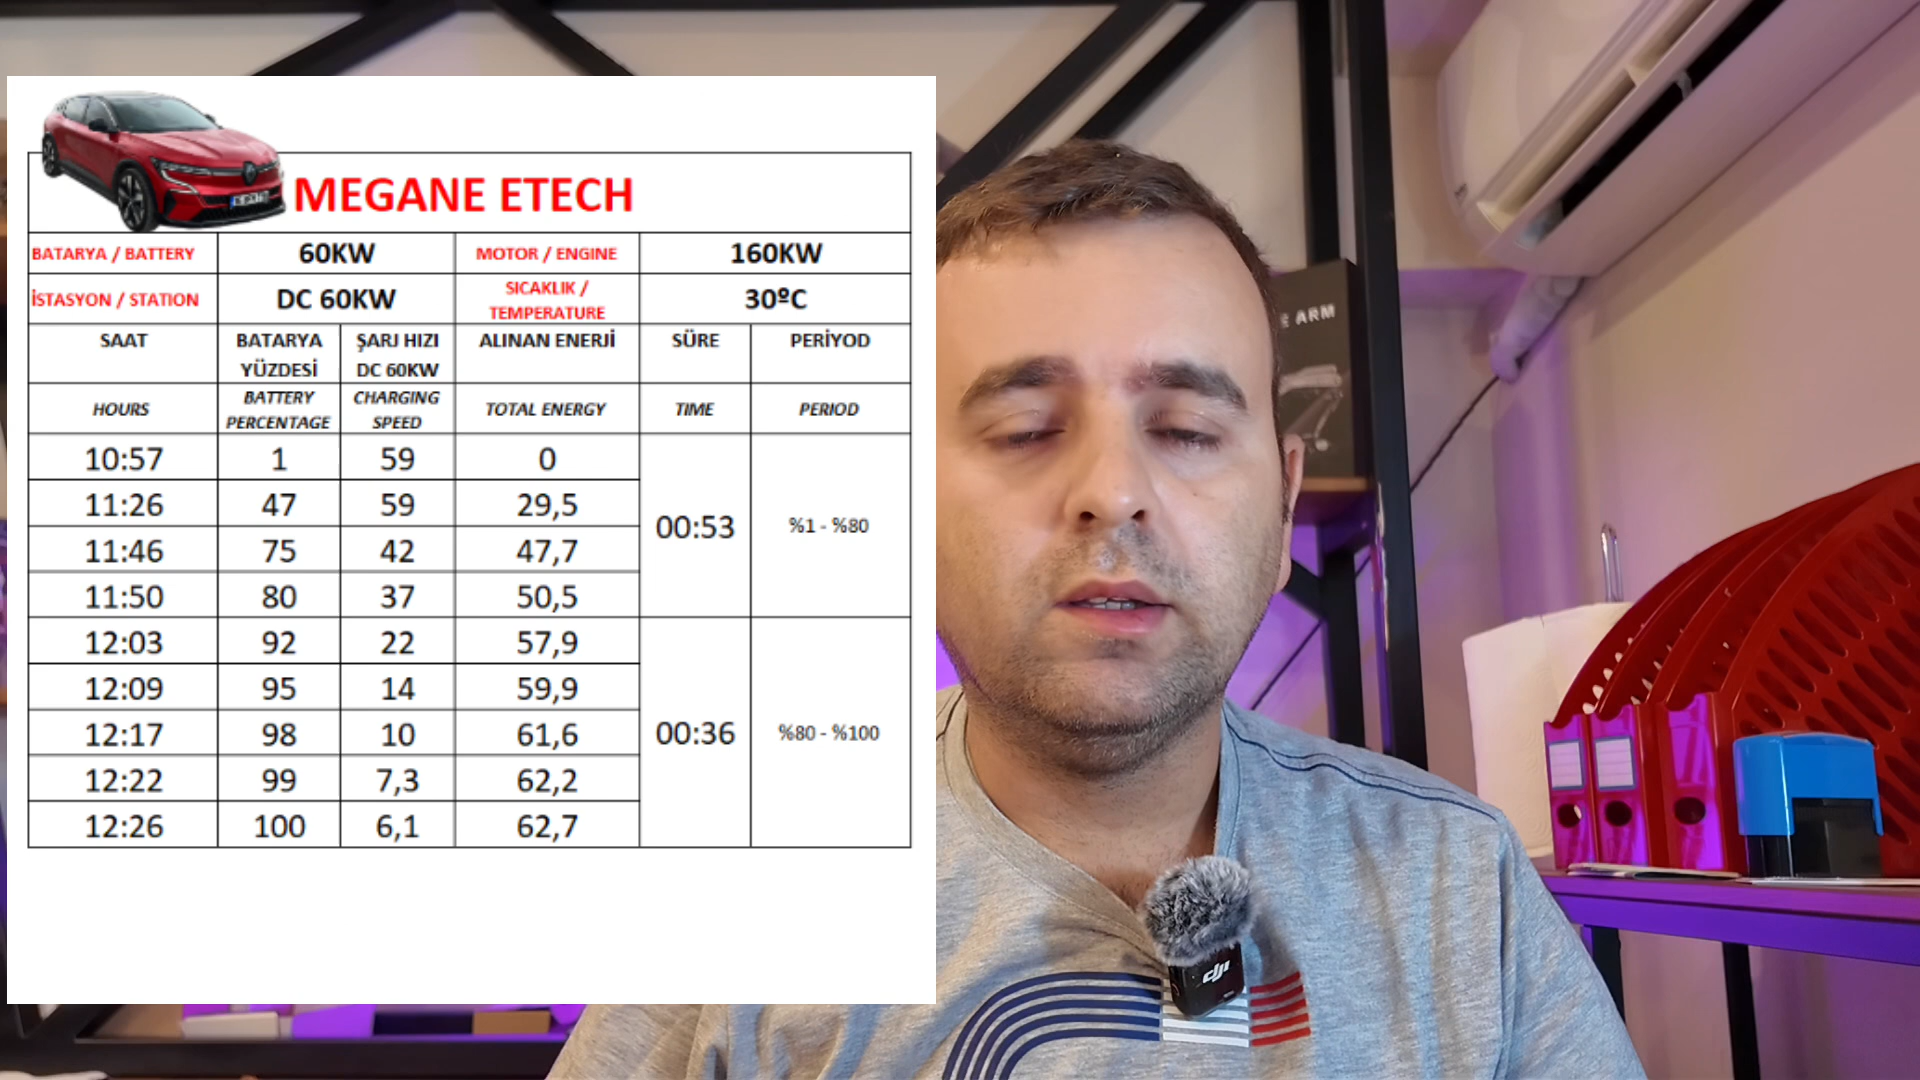 MEGANE ETECH
BATARYA / BATTERY 60KW MOTOR / ENGINE 160KW
İSTASYON / STATION DC 60KW SICAKLIK / TEMPERATURE 30ºC
SAAT BATARYA YÜZDESİ ŞARJ HIZI DC 60KW ALINAN ENERJİ SÜRE PERİYOD
HOURS BATTERY PERCENTAGE CHARGING SPEED TOTAL ENERGY TIME PERIOD
10:57 1 59 0
11:26 47 59 29,5
00:53 %1 - %80
11:46 75 42 47,7
11:50 80 37 50,5
12:03 92 22 57,9
12:09 95 14 59,9
12:17 98 10 61,6
00:36 %80 - %100
12:22 99 7,3 62,2
12:26 100 6,1 62,7
ARM
dji